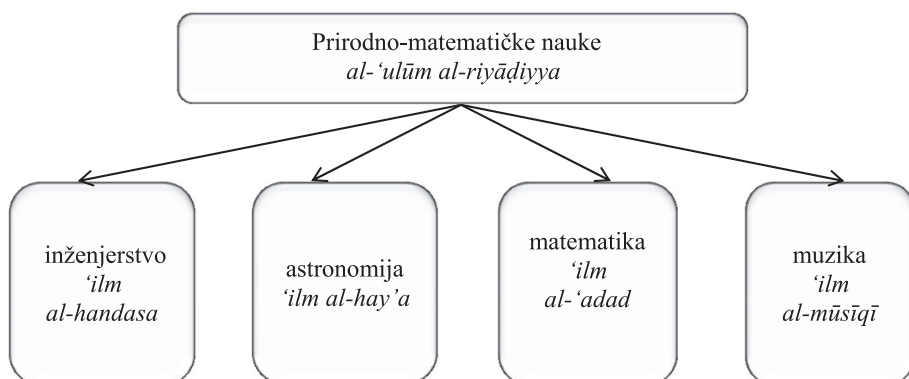 Prirodno-matematičke nauke
al-‘ulūm al-riyāḍiyya
inženjerstvo
‘ilm
al-handasa
astronomija
‘ilm al-hay’a
matematika
‘ilm
al-‘adad
muzika
‘ilm
al-mūsīqī